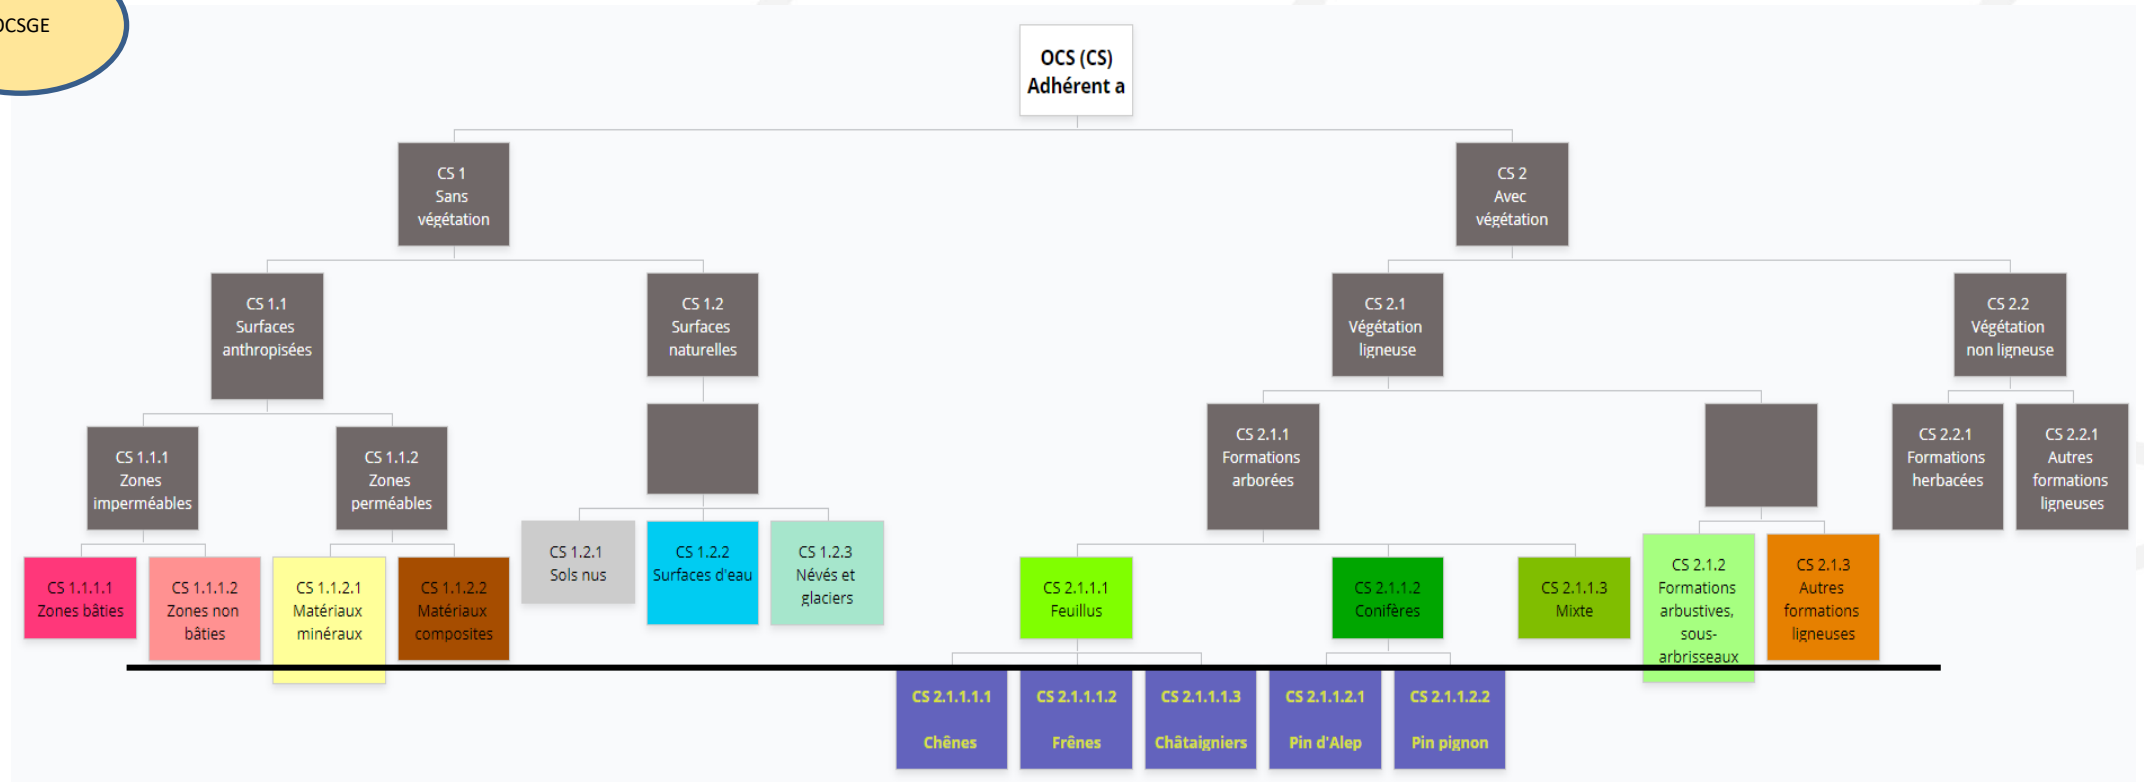 OCSGE
OCS (CS)
Adhérent a
CS 1
Sans
végétation
CS 2
Avec
végétation
CS 1.1
Surfaces
anthropisées
CS 1.2
Surfaces
naturelles
CS 2.1
Végétation
ligneuse
CS 2.2
Végétation
non ligneuse
CS 1.1.1
Zones
imperméables
CS 1.1.2
Zones
perméables
CS 2.1.1
Formations
arborées
CS 2.2.1
Formations
herbacées
CS 2.2.1
Autres
formations
ligneuses
CS 1.1.1.1
Zones bâties
CS 1.1.1.2
Zones non
bâties
CS 1.1.2.1
Matériaux
minéraux
CS 1.1.2.2
Matériaux
composites
CS 1.2.1
Sols nus
CS 1.2.2
Surfaces d'eau
CS 1.2.3
Névés et
glaciers
CS 2.1.1.1
Feuillus
CS 2.1.1.2
Conifères
CS 2.1.1.3
Mixte
CS 2.1.2
Formations
arbustives,
sous-
arbrisseaux
CS 2.1.3
Autres
formations
ligneuses
CS 2.1.1.1.1
Chênes
CS 2.1.1.1.2
Frênes
CS 2.1.1.1.3
Châtaigniers
CS 2.1.1.2.1
Pin d'Alep
CS 2.1.1.2.2
Pin pignon